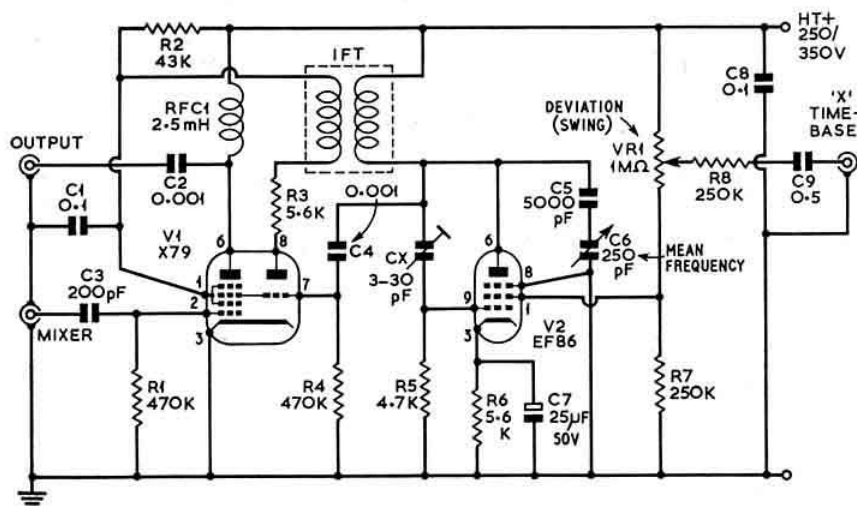 R2
43K
IFT
HT+
250/
350V
RFC1
2.5mH
C8
0.1
'X'
TIME-
BASE
DEVIATION
(SWING)
VR1
1MΩ
OUTPUT
C2
0.001
R3
5.6K
0.001
C5
5000
pF
R8
250K
C9
0.5
C1
0.1
V1
X79
6
8
C4
CX
3-30
pF
6
C6
250
pF
MEAN
FREQUENCY
C3
200pF
1
2
7
8
9
1
MIXER
3
3
V2
EF86
R1
470K
R4
470K
R5
4.7K
R6
5.6
K
C7
25µF
50V
R7
250K